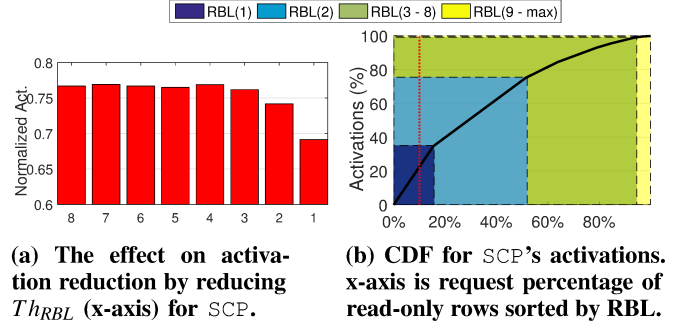 RBL(1) RBL(2) RBL(3 - 8) RBL(9 - max)
0.8
0.75
0.7
0.65
0.6
Normalized Act.
8 7 6 5 4 3 2 1
100
80
60
40
20
0
Activations (%)
0% 20% 40% 60% 80%
(a) The effect on activa-
tion reduction by reducing
Th_RBL (x-axis) for SCP.
(b) CDF for SCP's activations.
x-axis is request percentage of
read-only rows sorted by RBL.